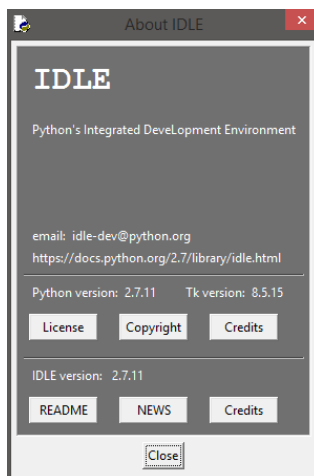 About IDLE
IDLE
Python's Integrated DeveLopment Environment
email: idle-dev@python.org
https://docs.python.org/2.7/library/idle.html
Python version: 2.7.11 Tk version: 8.5.15
License Copyright Credits
IDLE version: 2.7.11
README NEWS Credits
Close